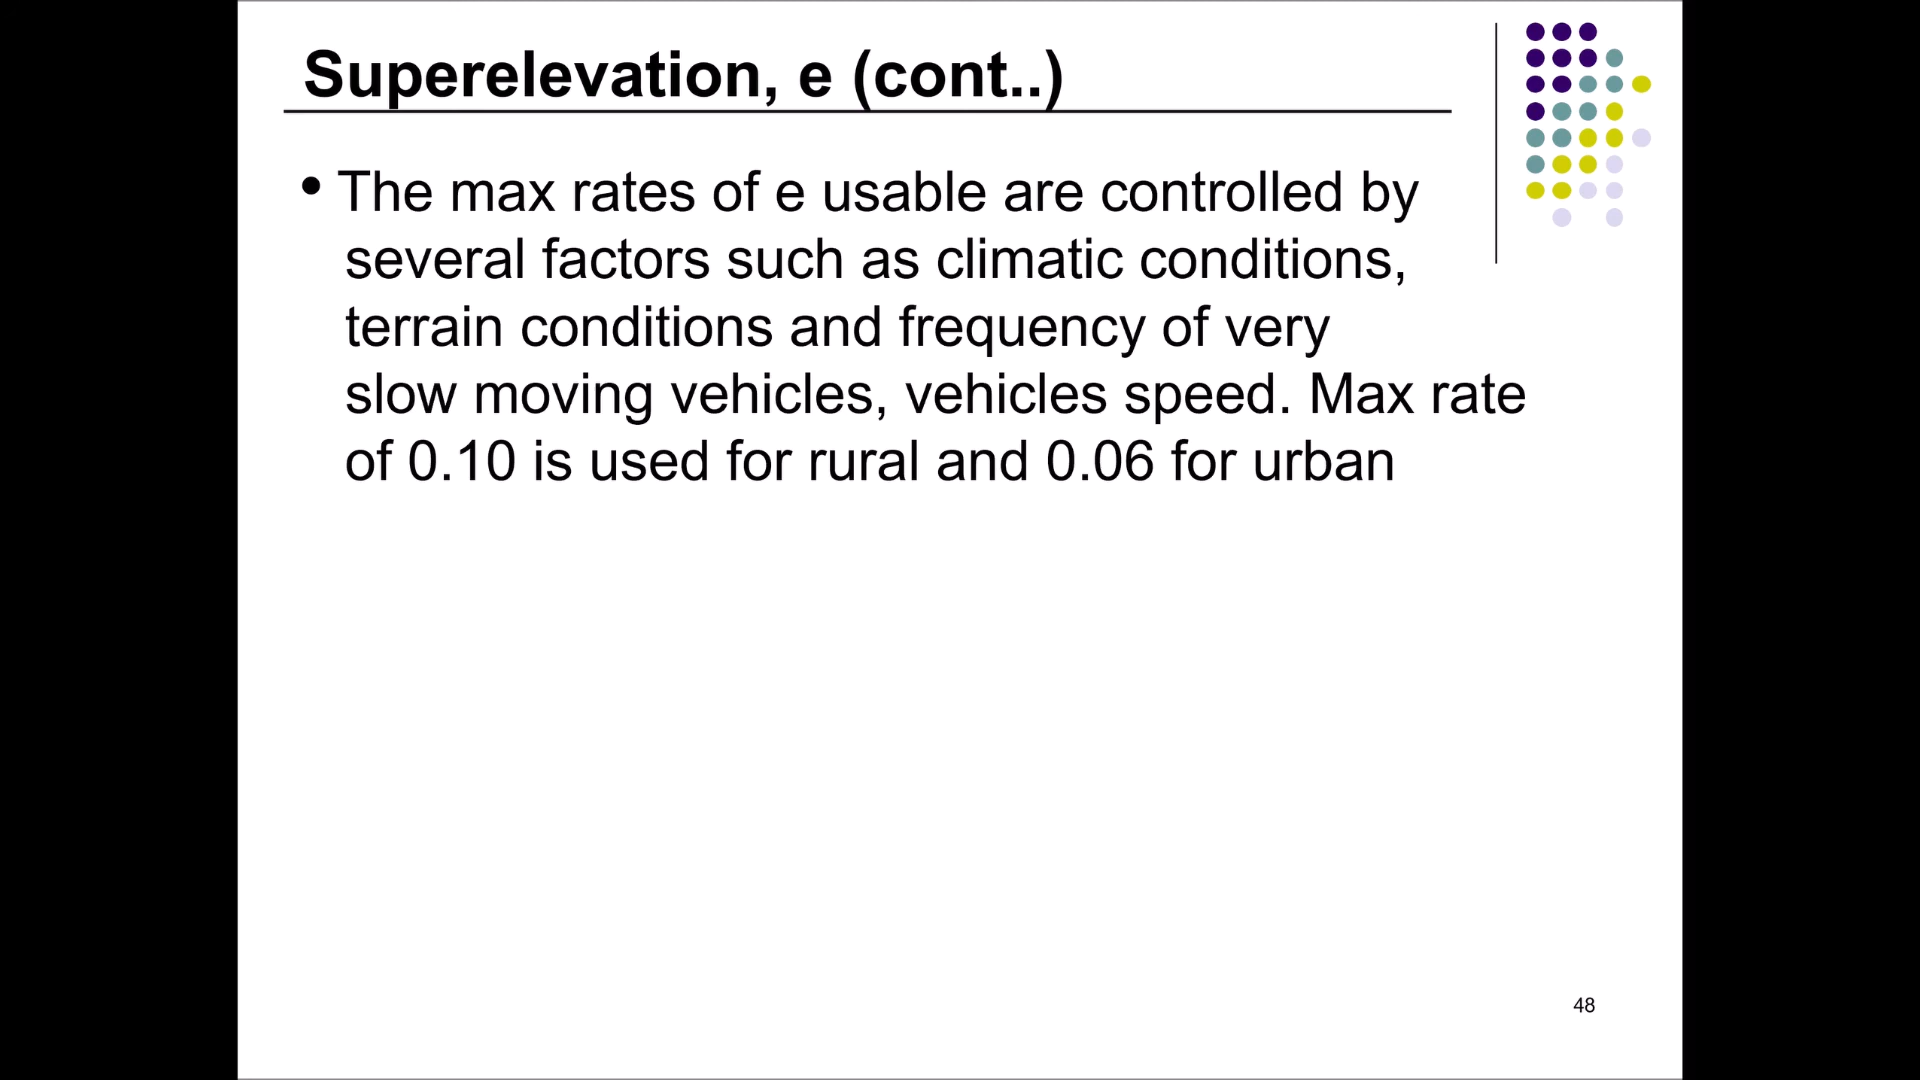 Superelevation, e (cont..)
• The max rates of e usable are controlled by
several factors such as climatic conditions,
terrain conditions and frequency of very
slow moving vehicles, vehicles speed. Max rate
of 0.10 is used for rural and 0.06 for urban
48